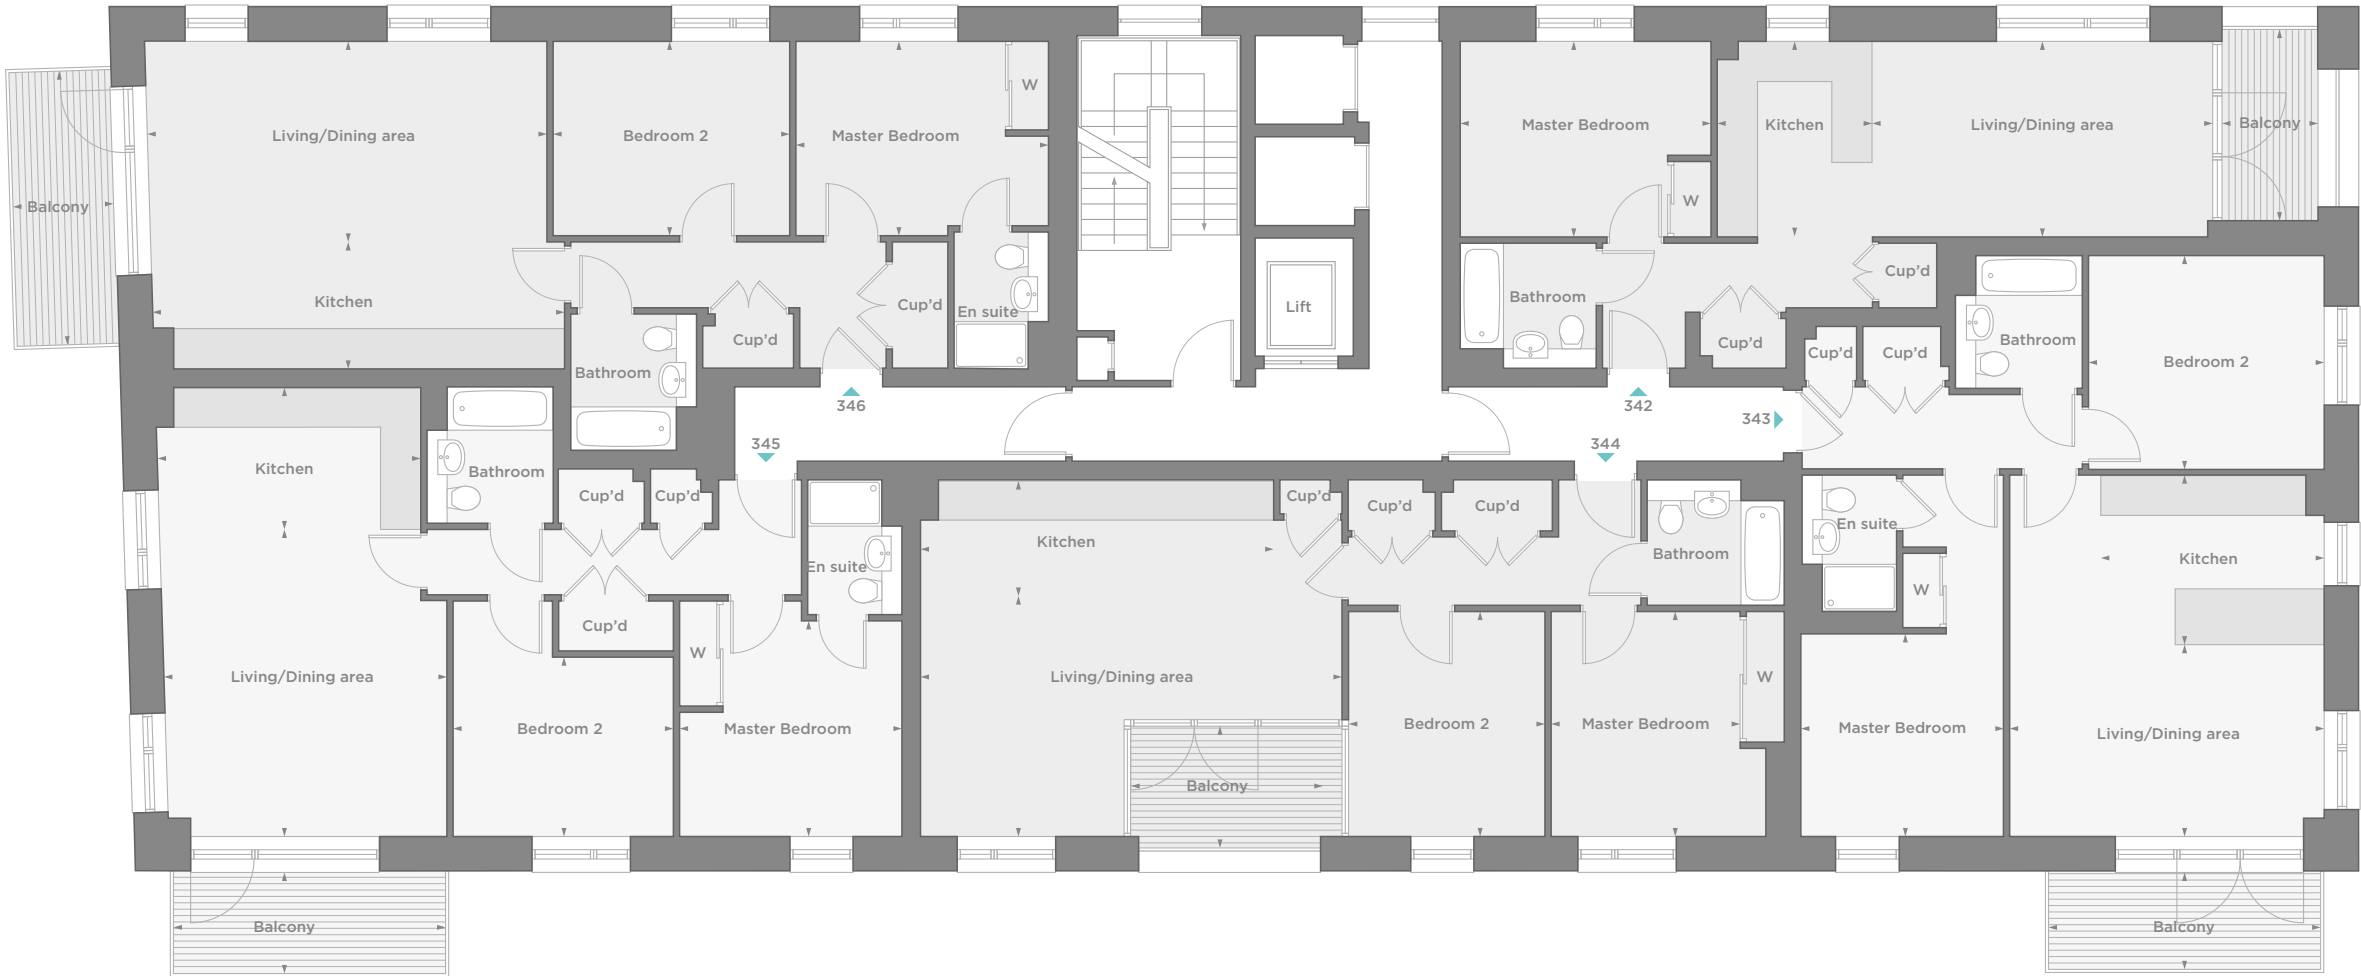 Living/Dining area
Bedroom 2
Master Bedroom
W
Balcony
Kitchen
Cup'd
Cup'd
En suite
Bathroom
346
Lift
Master Bedroom
Kitchen
Living/Dining area
Balcony
W
Bathroom
Cup'd
Cup'd
342
343
344
Cup'd
Cup'd
Bathroom
Bedroom 2
345
Kitchen
Bathroom
Cup'd
Cup'd
En suite
Cup'd
W
Living/Dining area
Bedroom 2
Master Bedroom
Balcony
Kitchen
Cup'd
Cup'd
Cup'd
Bathroom
Living/Dining area
Bedroom 2
Master Bedroom
W
Balcony
En suite
W
Kitchen
Master Bedroom
Living/Dining area
Balcony